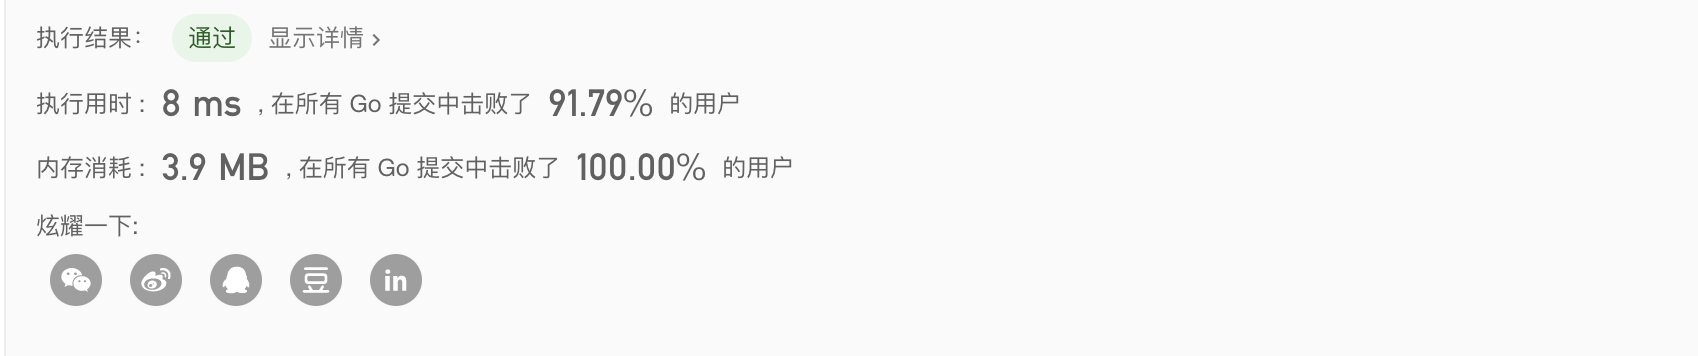 执行结果： 通过 显示详情 ›
执行用时 : 8 ms , 在所有 Go 提交中击败了 91.79% 的用户
内存消耗 : 3.9 MB , 在所有 Go 提交中击败了 100.00% 的用户
炫耀一下:
豆 in